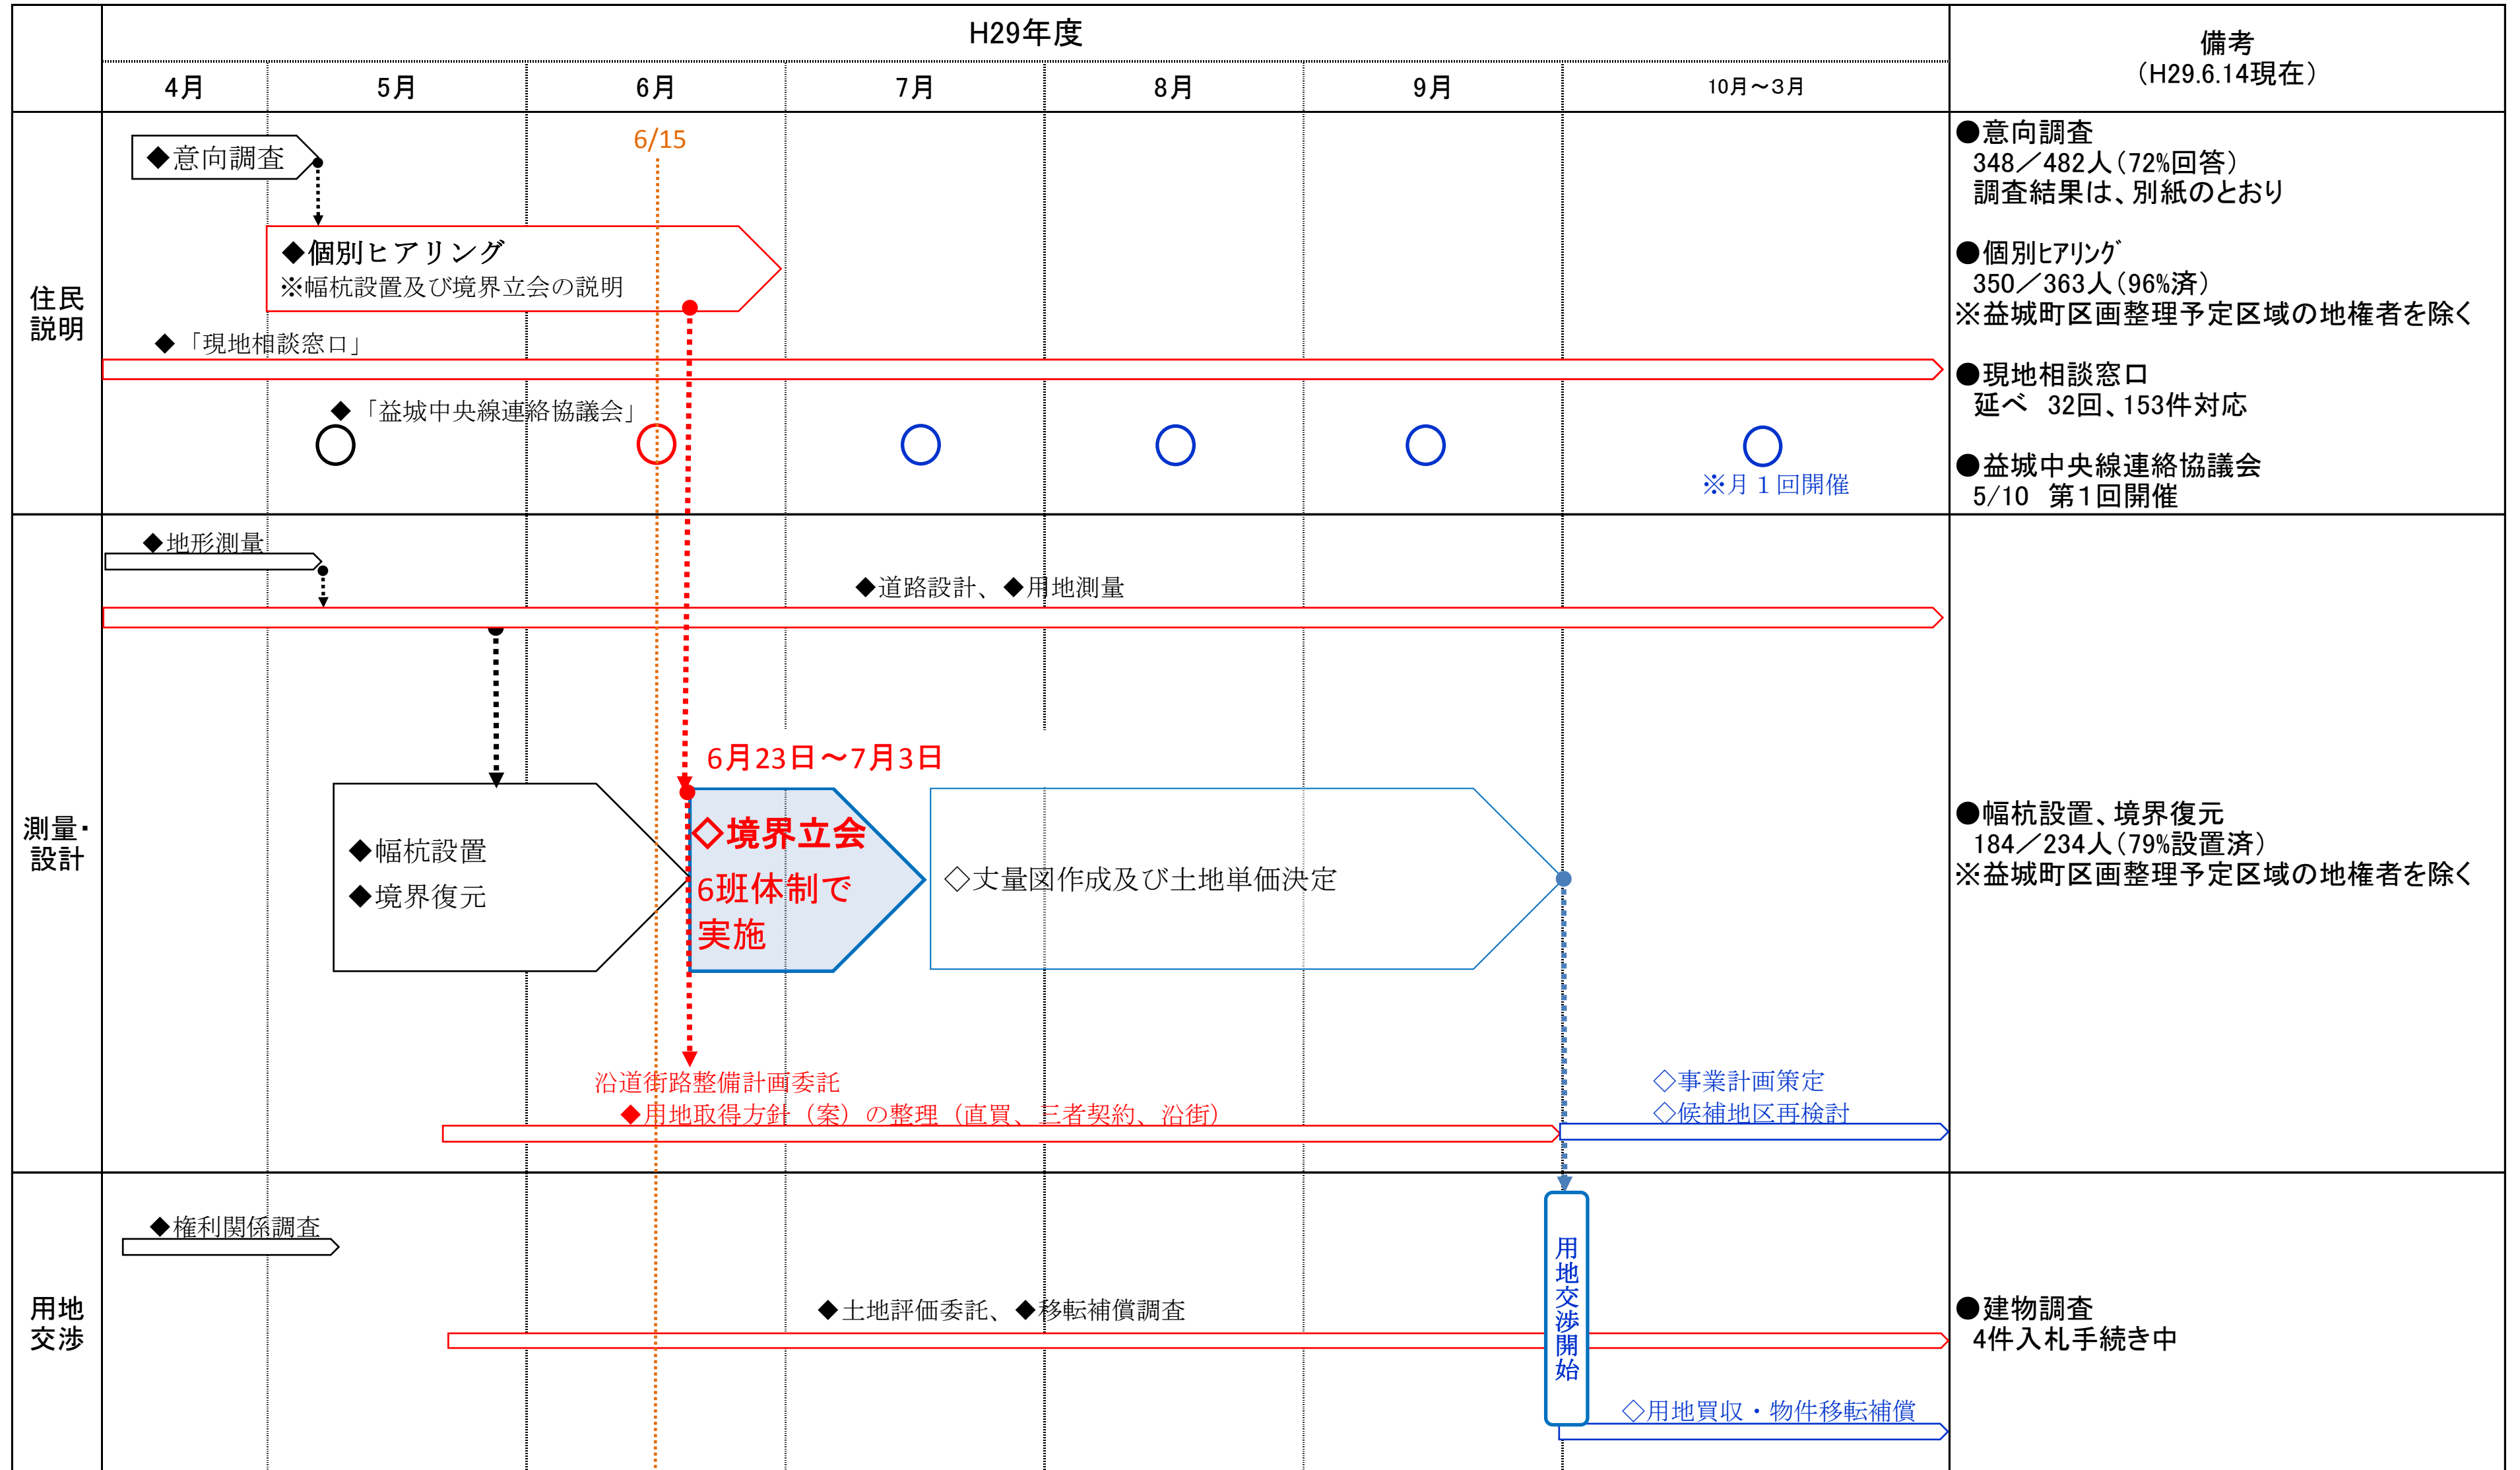 H29年度
備考
（H29.6.14現在）
4月
5月
6月
7月
8月
9月
10月～3月
住民
説明
6/15
◆意向調査
◆個別ヒアリング
※幅杭設置及び境界立会の説明
◆「現地相談窓口」
◆「益城中央線連絡協議会」
※月１回開催
●意向調査
348／482人（72%回答）
調査結果は、別紙のとおり
●個別ﾋｱﾘﾝｸﾞ
350／363人（96%済）
※益城町区画整理予定区域の地権者を除く
●現地相談窓口
延べ　32回、153件対応
●益城中央線連絡協議会
5/10　第１回開催
測量・
設計
◆地形測量
◆道路設計、◆用地測量
6月23日～7月3日
◆幅杭設置
◆境界復元
◇境界立会
6班体制で
実施
◇丈量図作成及び土地単価決定
沿道街路整備計画委託
◆用地取得方針（案）の整理（直買、三者契約、沿街）
◇事業計画策定
◇候補地区再検討
●幅杭設置、境界復元
184／234人（79%設置済）
※益城町区画整理予定区域の地権者を除く
用地
交渉
◆権利関係調査
◆土地評価委託、◆移転補償調査
用地交渉開始
◇用地買収・物件移転補償
●建物調査
4件入札手続き中